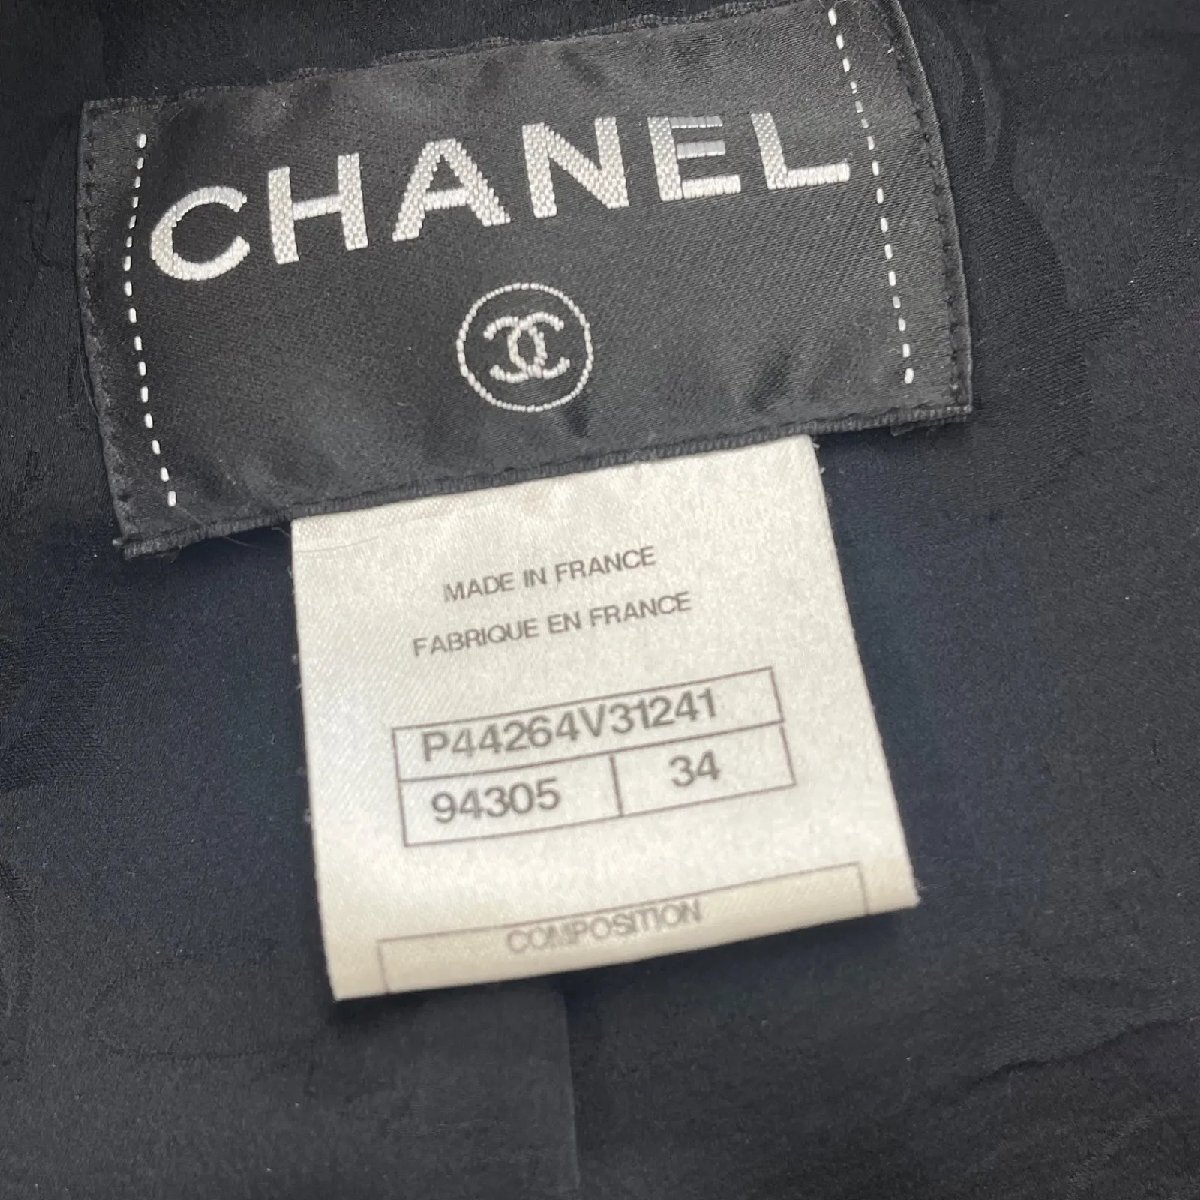 CHANEL
MADE IN FRANCE
FABRIQUE EN FRANCE
P44264V31241
94305 34
COMPOSITION